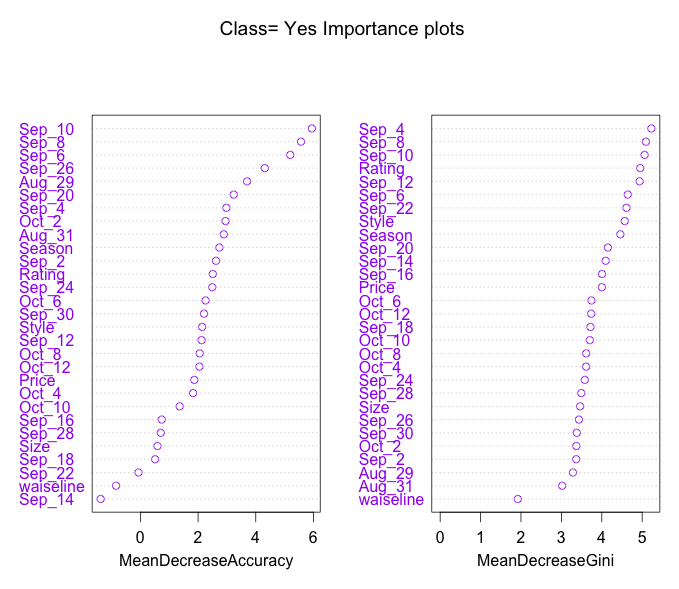 Class= Yes Importance plots
Sep_10
Sep_8
Sep_6
Sep_26
Aug_29
Sep_20
Sep_4
Oct_2
Aug_31
Season
Sep_2
Rating
Sep_24
Oct_6
Sep_30
Style
Sep_12
Oct_8
Oct_12
Price
Oct_4
Oct_10
Sep_16
Sep_28
Size
Sep_18
Sep_22
waiseline
Sep_14
0 2 4 6
MeanDecreaseAccuracy
Sep_4
Sep_8
Sep_10
Rating
Sep_12
Sep_6
Sep_22
Style
Season
Sep_20
Sep_14
Sep_16
Price
Oct_6
Oct_12
Sep_18
Oct_10
Oct_8
Oct_4
Sep_24
Sep_28
Size
Sep_26
Sep_30
Oct_2
Sep_2
Aug_29
Aug_31
waiseline
0 1 2 3 4 5
MeanDecreaseGini